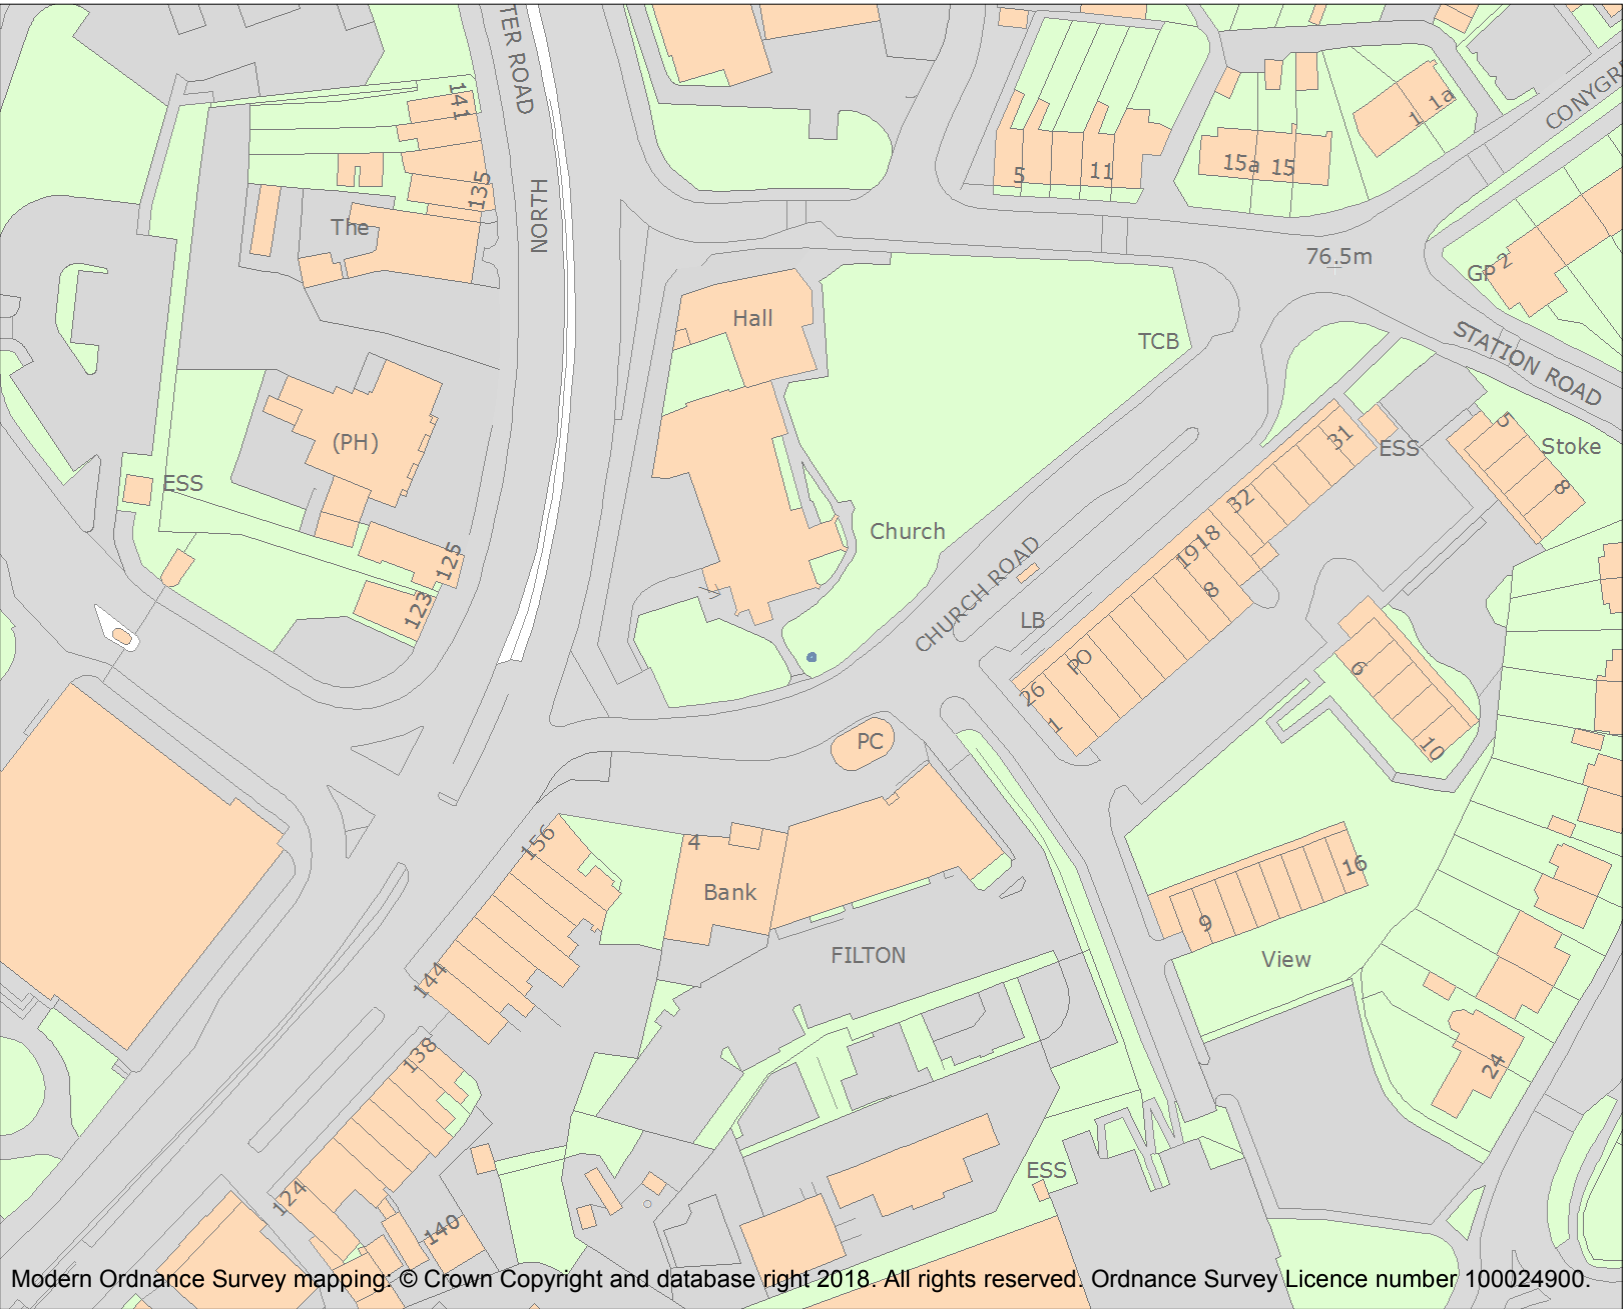 TER ROAD
NORTH
141
135
The
(PH)
ESS
125
123
Hall
Church
TCB
5
11
15a 15
1 1a
CONYGR
76.5m
GP 2
STATION ROAD
Stoke
5
8
ESS
31
32
1918
8
CHURCH ROAD
LB
PO
26
1
6
10
PC
4
Bank
156
144
138
124
140
FILTON
9
16
View
24
ESS
Modern Ordnance Survey mapping: © Crown Copyright and database right 2018. All rights reserved. Ordnance Survey Licence number 100024900.